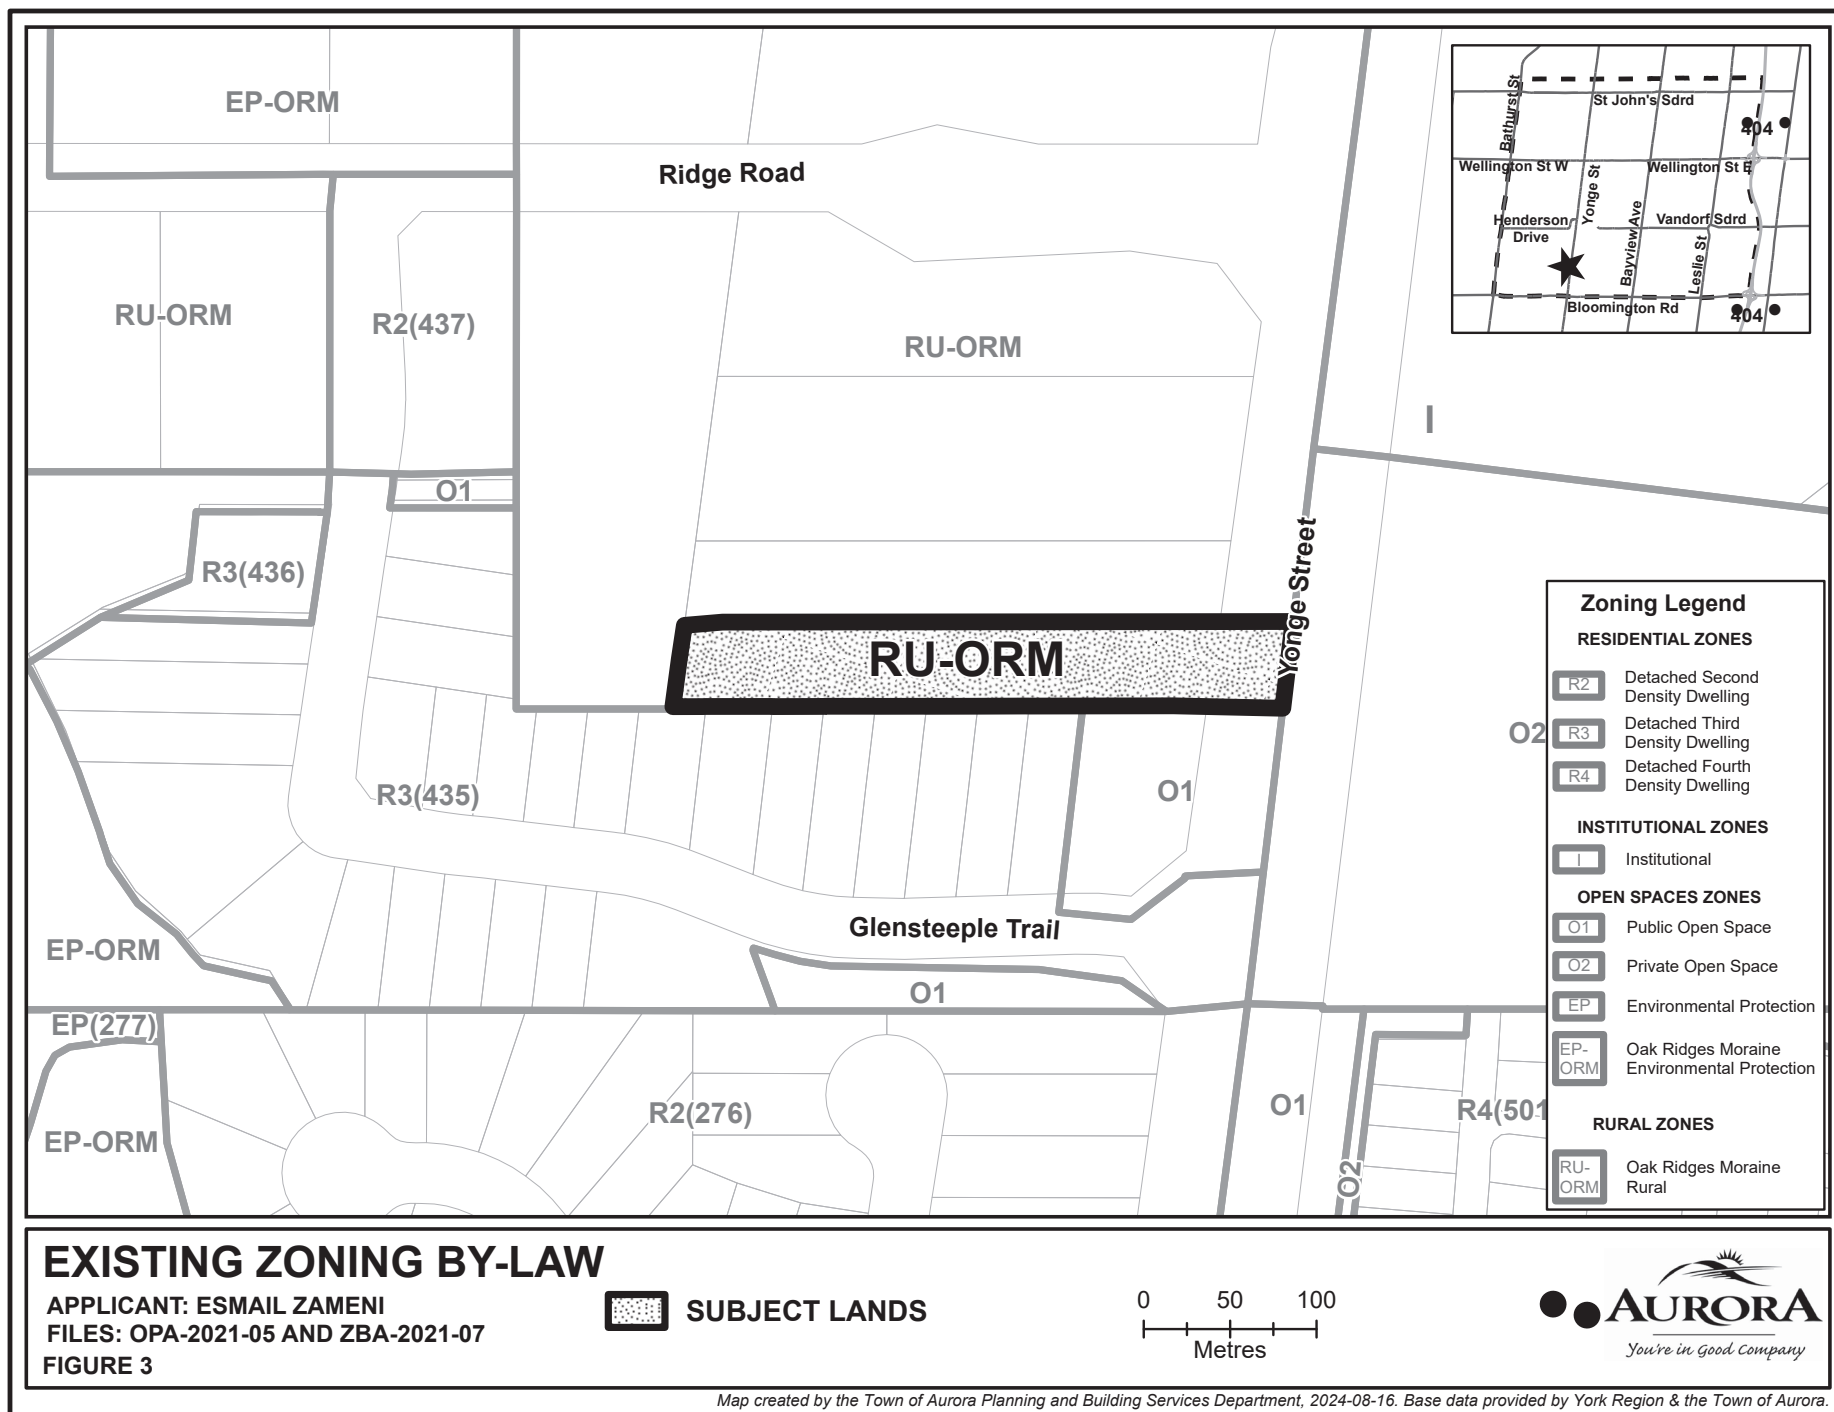 EP-ORM
Ridge Road
RU-ORM
R2(437)
RU-ORM
I
O1
R3(436)
Yonge Street
RU-ORM
O2
R3(435)
O1
Glensteeple Trail
EP-ORM
O1
EP(277)
R2(276)
O1
R4(501
EP-ORM
O2
Bathurst St
St John's Sdrd
404
Wellington St W
Wellington St E
Yonge St
Henderson
Drive
Bayview Ave
Vandorf Sdrd
Leslie St
Bloomington Rd
404
Zoning Legend
RESIDENTIAL ZONES
R2
Detached Second
Density Dwelling
R3
Detached Third
Density Dwelling
R4
Detached Fourth
Density Dwelling
INSTITUTIONAL ZONES
I
Institutional
OPEN SPACES ZONES
O1
Public Open Space
O2
Private Open Space
EP
Environmental Protection
EP-
ORM
Oak Ridges Moraine
Environmental Protection
RURAL ZONES
RU-
ORM
Oak Ridges Moraine
Rural
EXISTING ZONING BY-LAW
APPLICANT: ESMAIL ZAMENI
FILES: OPA-2021-05 AND ZBA-2021-07
FIGURE 3
SUBJECT LANDS
0 50 100
Metres
AURORA
You're in Good Company
Map created by the Town of Aurora Planning and Building Services Department, 2024-08-16. Base data provided by York Region & the Town of Aurora.